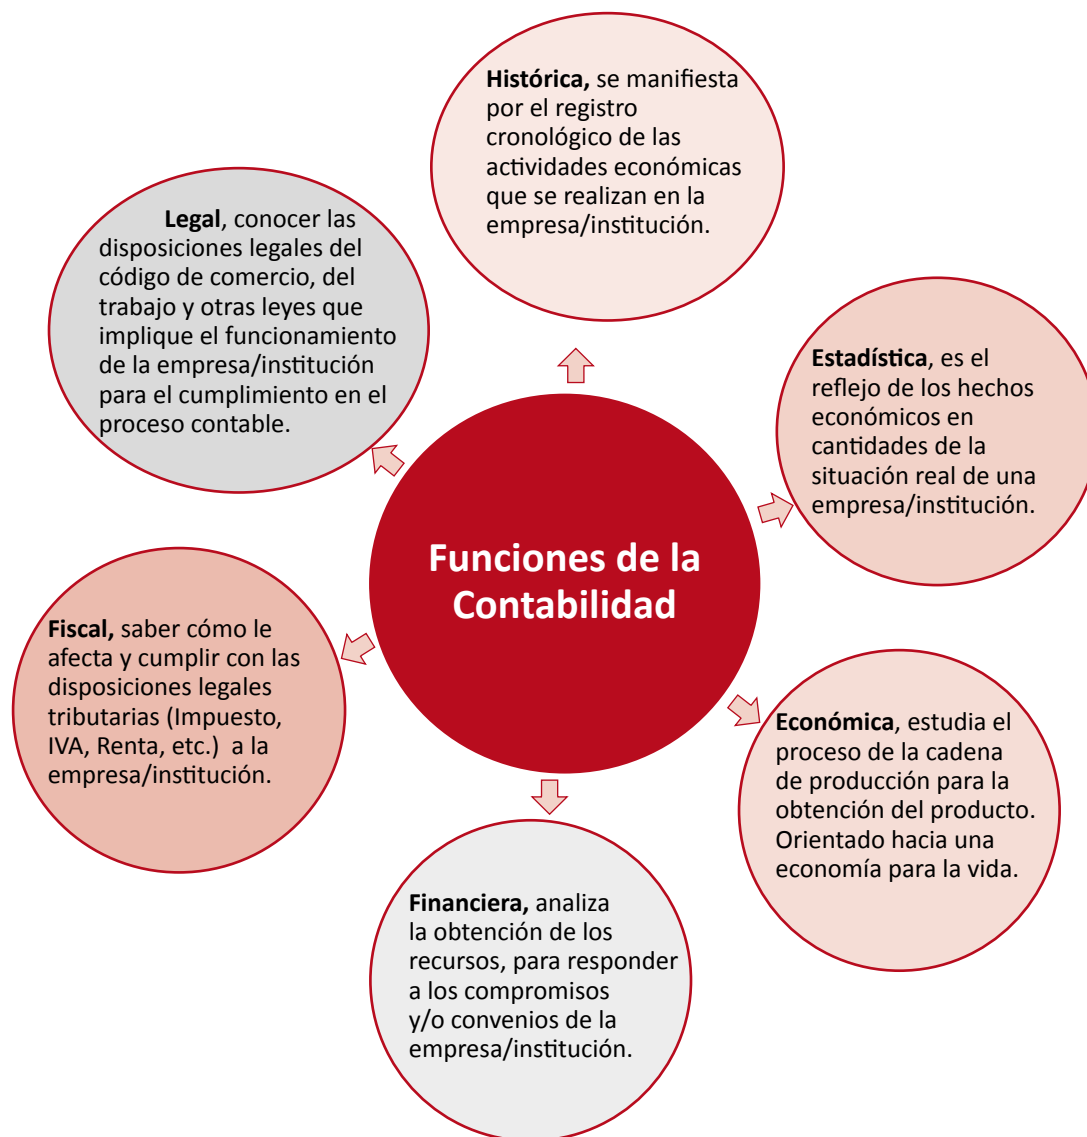 Histórica, se manifiesta
por el registro
cronológico de las
actividades económicas
que se realizan en la
empresa/institución.
Legal, conocer las
disposiciones legales del
código de comercio, del
trabajo y otras leyes que
implique el funcionamiento
de la empresa/institución
para el cumplimiento en el
proceso contable.
Estadística, es el
reflejo de los hechos
económicos en
cantidades de la
situación real de una
empresa/institución.
Funciones de la
Contabilidad
Fiscal, saber cómo le
afecta y cumplir con las
disposiciones legales
tributarias (Impuesto,
IVA, Renta, etc.) a la
empresa/institución.
Económica, estudia el
proceso de la cadena
de producción para la
obtención del producto.
Orientado hacia una
economía para la vida.
Financiera, analiza
la obtención de los
recursos, para responder
a los compromisos
y/o convenios de la
empresa/institución.